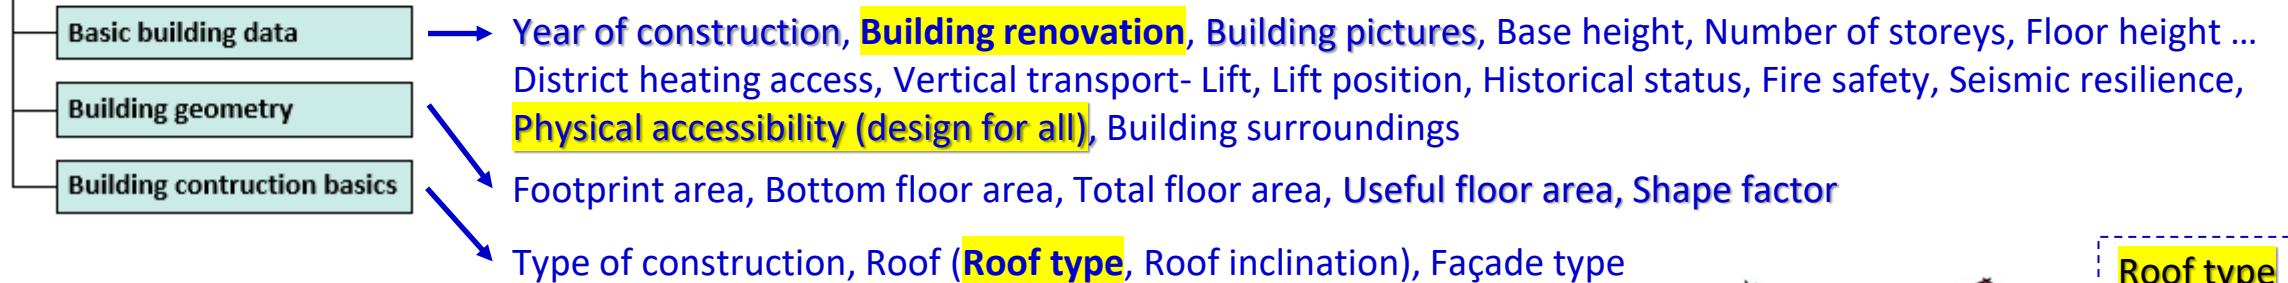 Basic building data
Year of construction, Building renovation, Building pictures, Base height, Number of storeys, Floor height ...
District heating access, Vertical transport- Lift, Lift position, Historical status, Fire safety, Seismic resilience,
Physical accessibility (design for all), Building surroundings
Building geometry
Footprint area, Bottom floor area, Total floor area, Useful floor area, Shape factor
Building contruction basics
Type of construction, Roof (Roof type, Roof inclination), Façade type
Roof type